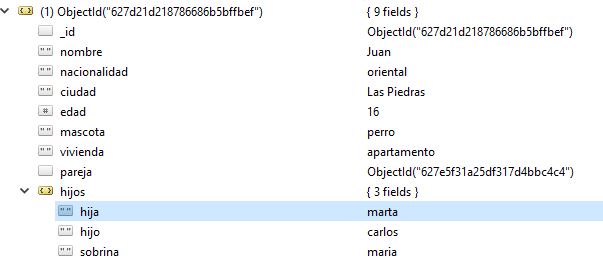 (1) ObjectId("627d21d218786686b5bffbef") { 9 fields }
_id ObjectId("627d21d218786686b5bffbef")
"" nombre Juan
"" nacionalidad oriental
"" ciudad Las Piedras
# edad 16
"" mascota perro
"" vivienda apartamento
pareja ObjectId("627e5f31a25df317d4bbc4c4")
hijos { 3 fields }
"" hija marta
"" hijo carlos
"" sobrina maria